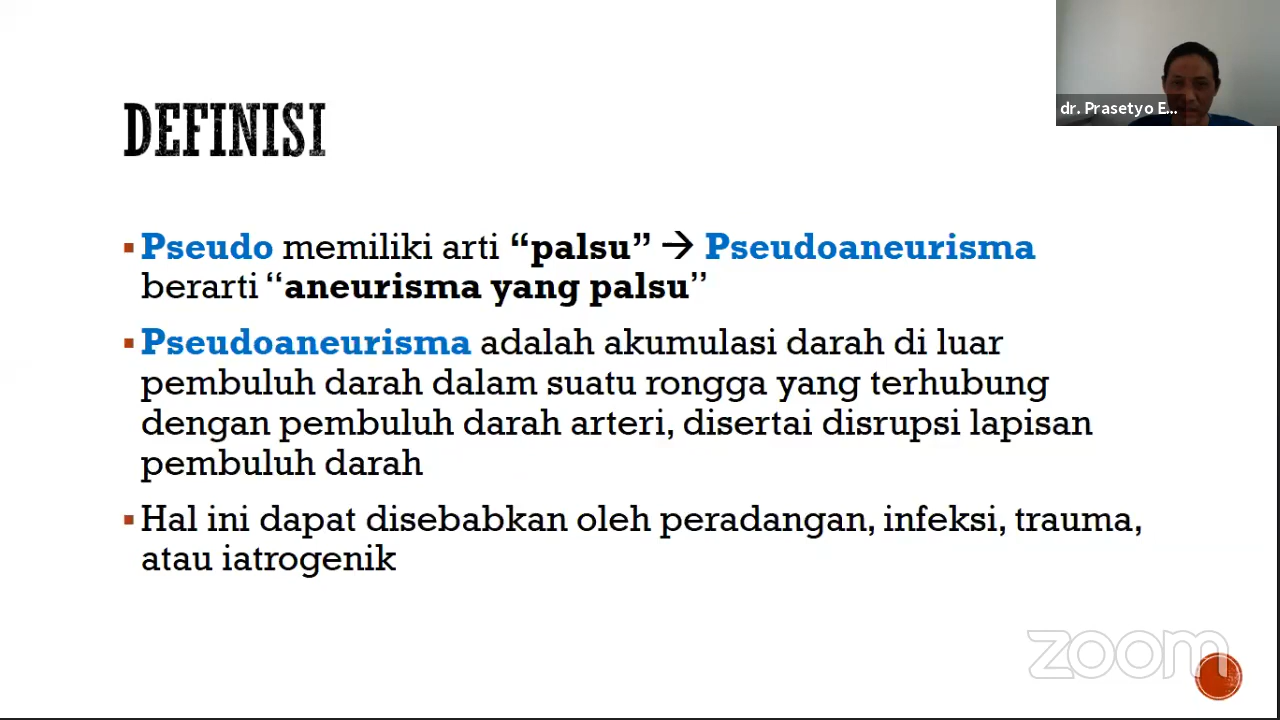 dr. Prasetyo E...
DEFINISI
▪ Pseudo memiliki arti “palsu” → Pseudoaneurisma
berarti “aneurisma yang palsu”
▪ Pseudoaneurisma adalah akumulasi darah di luar
pembuluh darah dalam suatu rongga yang terhubung
dengan pembuluh darah arteri, disertai disrupsi lapisan
pembuluh darah
▪ Hal ini dapat disebabkan oleh peradangan, infeksi, trauma,
atau iatrogenik
zoom